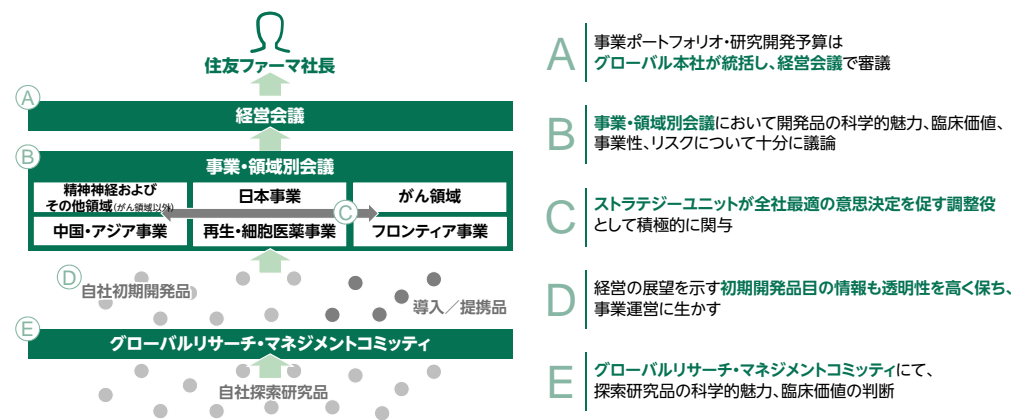 住友ファーマ社長
A
経営会議
B
事業・領域別会議
精神神経および
その他領域(がん領域以外)
日本事業
がん領域
C
中国・アジア事業
再生・細胞医薬事業
フロンティア事業
D
自社初期開発品
導入／提携品
E
グローバルリサーチ・マネジメントコミッティ
自社探索研究品
A
事業ポートフォリオ・研究開発予算は
グローバル本社が統括し、経営会議で審議
B
事業・領域別会議において開発品の科学的魅力、臨床価値、
事業性、リスクについて十分に議論
C
ストラテジーユニットが全社最適の意思決定を促す調整役
として積極的に関与
D
経営の展望を示す初期開発品目の情報も透明性を高く保ち、
事業運営に生かす
E
グローバルリサーチ・マネジメントコミッティにて、
探索研究品の科学的魅力、臨床価値の判断